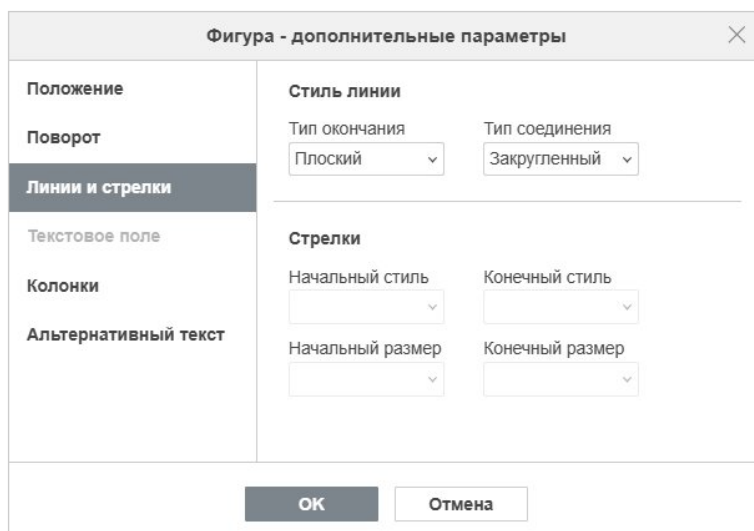 Фигура - дополнительные параметры
Положение
Поворот
Линии и стрелки
Текстовое поле
Колонки
Альтернативный текст
Стиль линии
Тип окончания Тип соединения
Плоский Закругленный
Стрелки
Начальный стиль Конечный стиль
Начальный размер Конечный размер
ОК Отмена